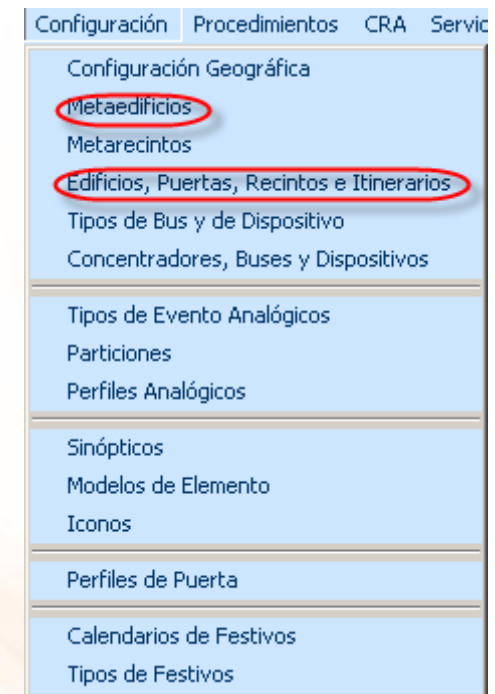 Configuración Procedimientos CRA Servic
Configuración Geográfica
Metaedificios
Metarecintos
Edificios, Puertas, Recintos e Itinerarios
Tipos de Bus y de Dispositivo
Concentradores, Buses y Dispositivos
Tipos de Evento Analógicos
Particiones
Perfiles Analógicos
Sinópticos
Modelos de Elemento
Iconos
Perfiles de Puerta
Calendarios de Festivos
Tipos de Festivos